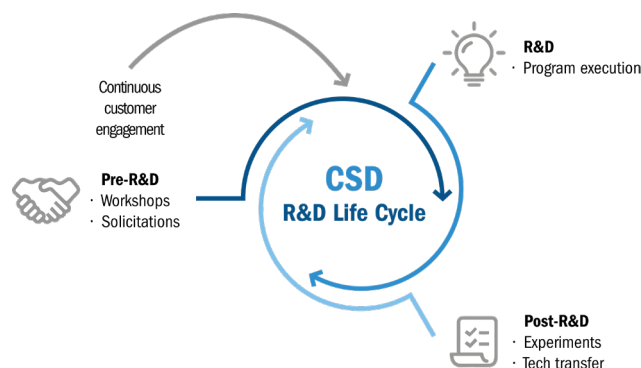 Continuous
customer
engagement
Pre-R&D
· Workshops
· Solicitations
CSD
R&D Life Cycle
R&D
· Program execution
Post-R&D
· Experiments
· Tech transfer